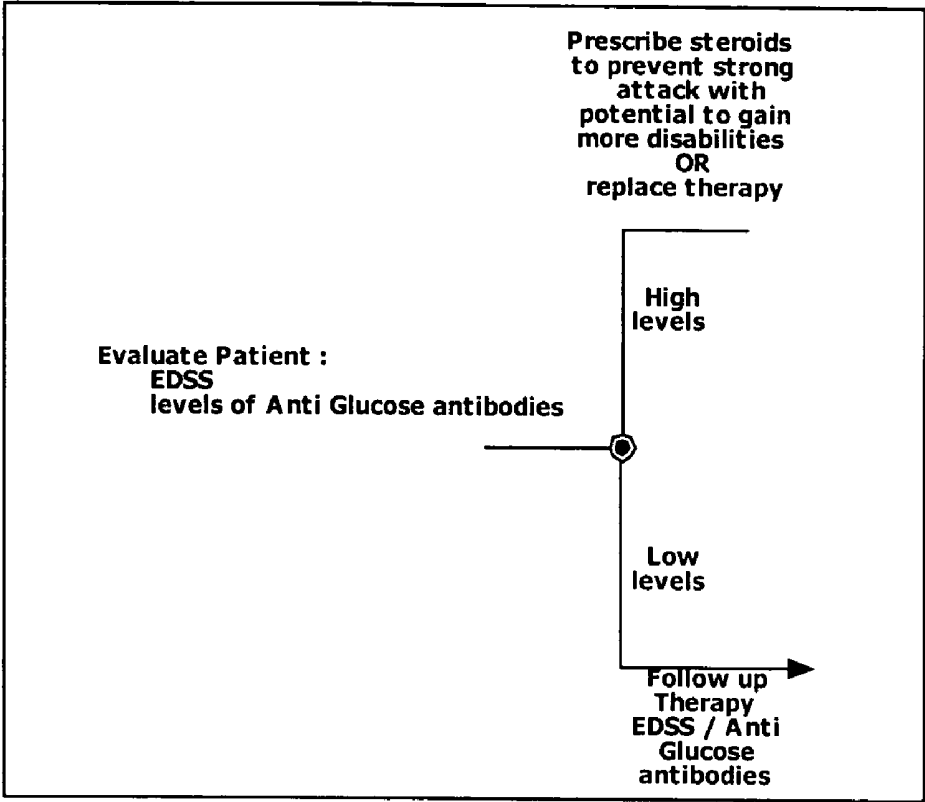 Prescribe steroids
to prevent strong
attack with
potential to gain
more disabilities
OR
replace therapy
High
levels
Evaluate Patient :
EDSS
levels of Anti Glucose antibodies
Low
levels
Follow up
Therapy
EDSS / Anti
Glucose
antibodies